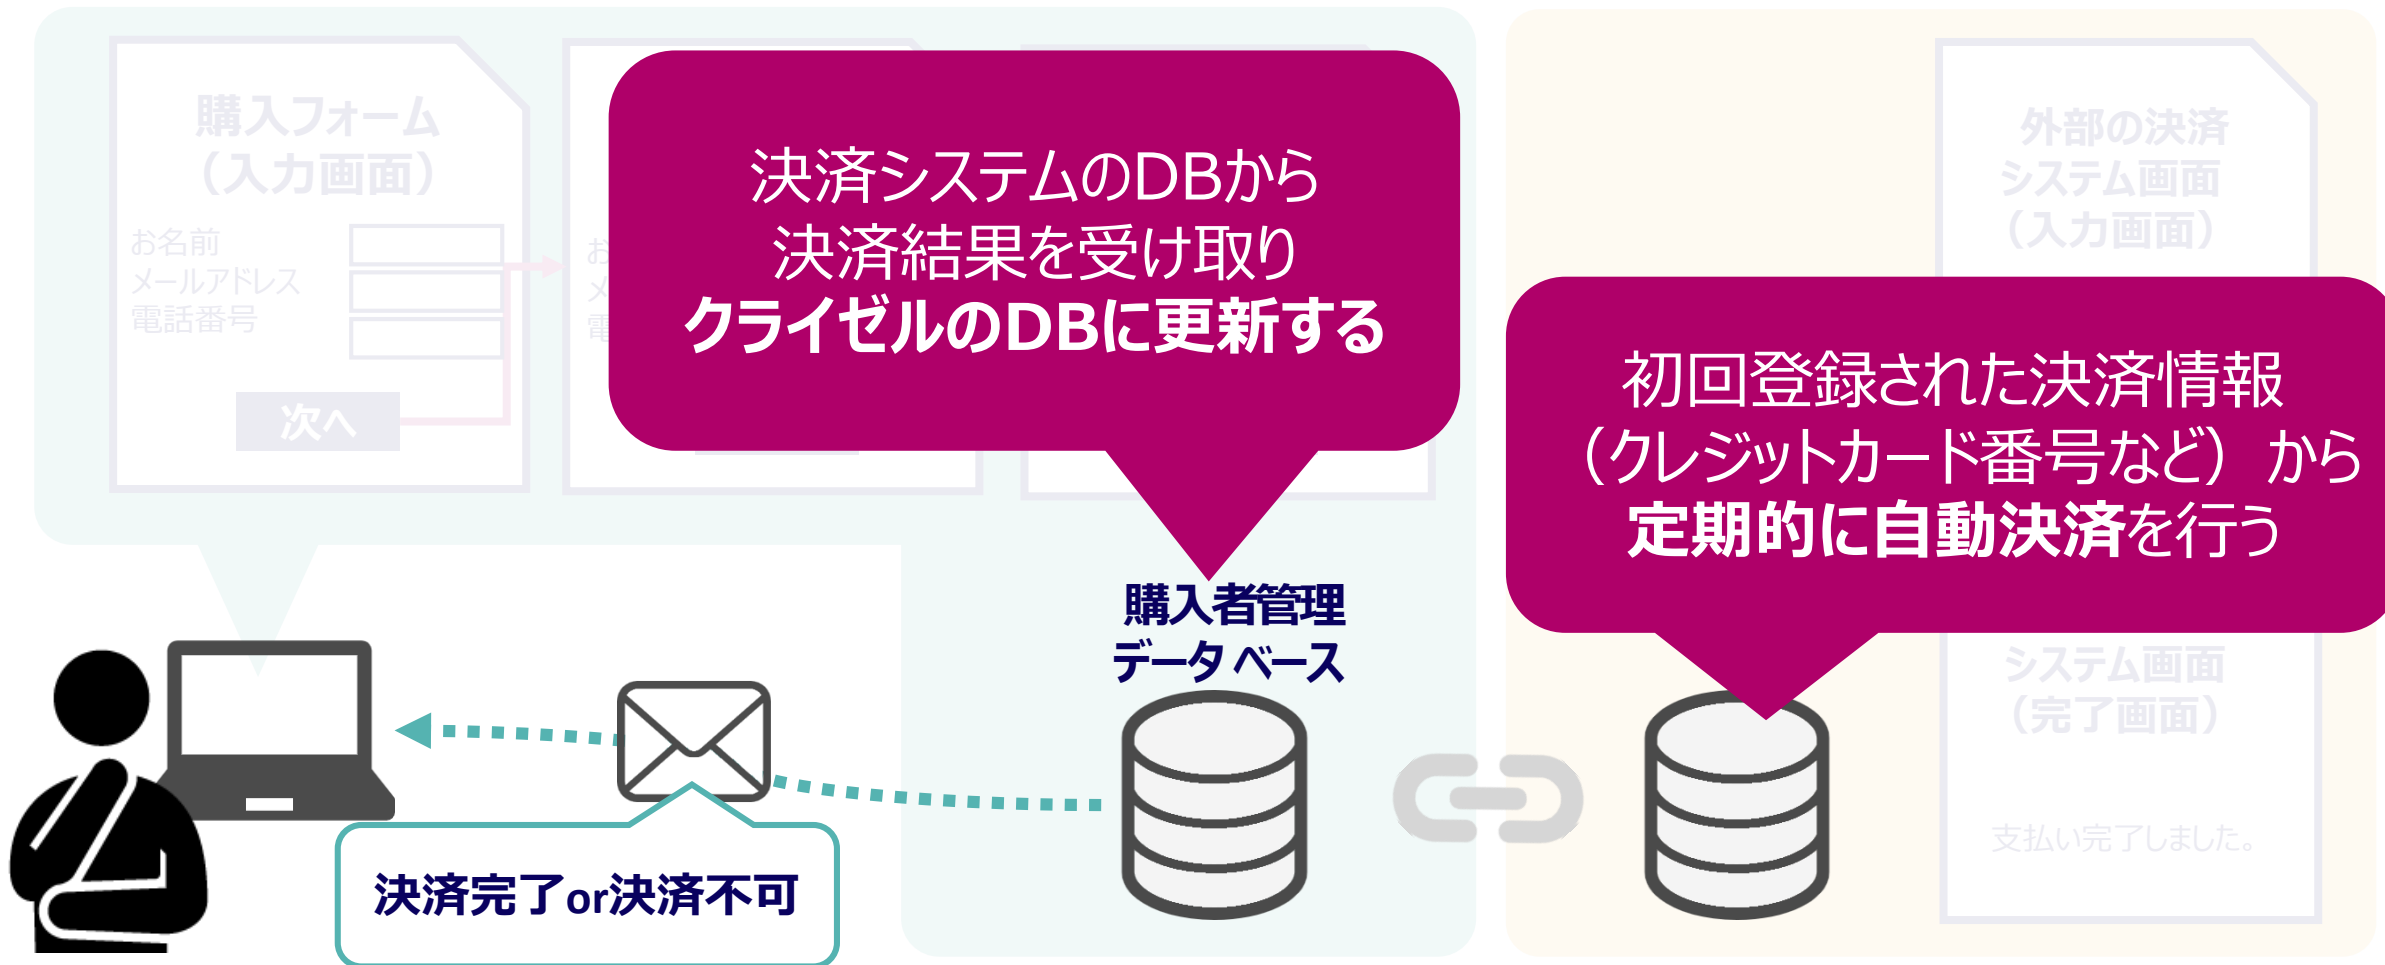 購入フォーム
（入力画面）
お名前
メールアドレス
電話番号
次へ
お
メ
電
決済システムのDBから
決済結果を受け取り
クライゼルのDBに更新する
外部の決済
システム画面
（入力画面）
初回登録された決済情報
（クレジットカード番号など）から
定期的に自動決済を行う
購入者管理
データベース
システム画面
（完了画面）
支払い完了しました。
決済完了or決済不可